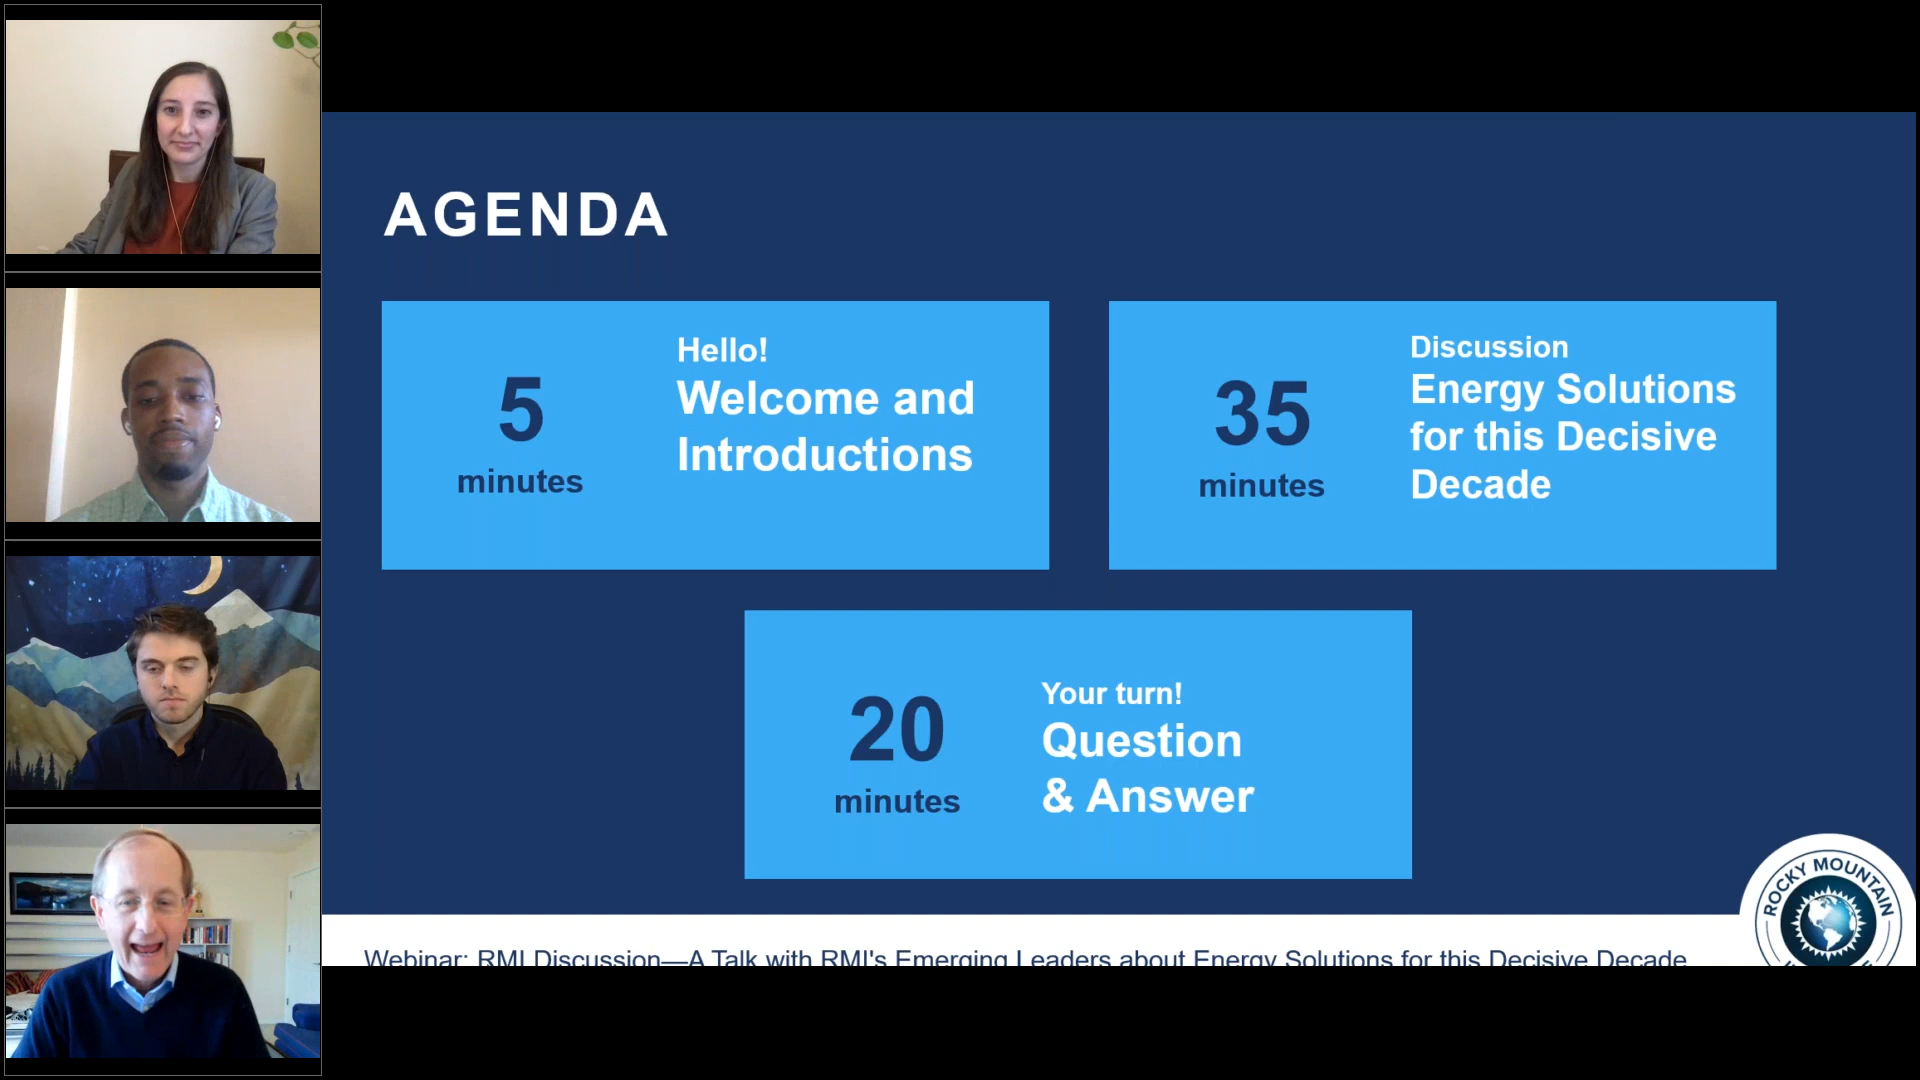 AGENDA
5
minutes
Hello!
Welcome and
Introductions
35
minutes
Discussion
Energy Solutions
for this Decisive
Decade
20
minutes
Your turn!
Question
& Answer
ROCKY MOUNTAIN
Webinar: RMI Discussion—A Talk with RMI's Emerging Leaders about Energy Solutions for this Decisive Decade